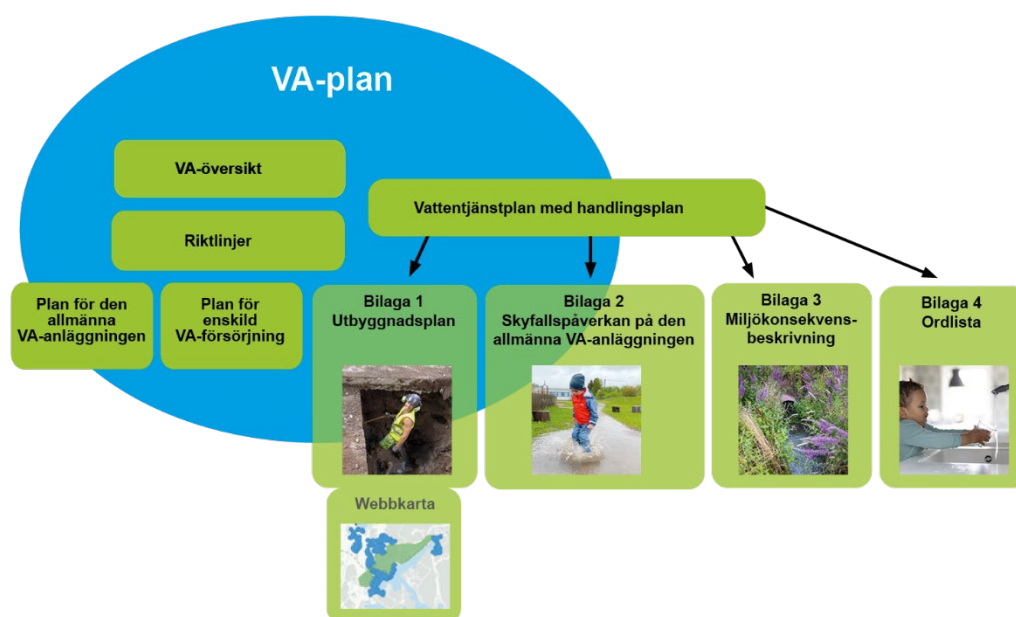 VA-plan
VA-översikt
Riktlinjer
Vattentjänstplan med handlingsplan
Plan för den
allmänna
VA-anläggningen
Plan för
enskild
VA-försörjning
Bilaga 1
Utbyggnadsplan
Bilaga 2
Skyfallspåverkan på den
allmänna VA-anläggningen
Bilaga 3
Miljökonsekvens-
beskrivning
Bilaga 4
Ordlista
Webbkarta